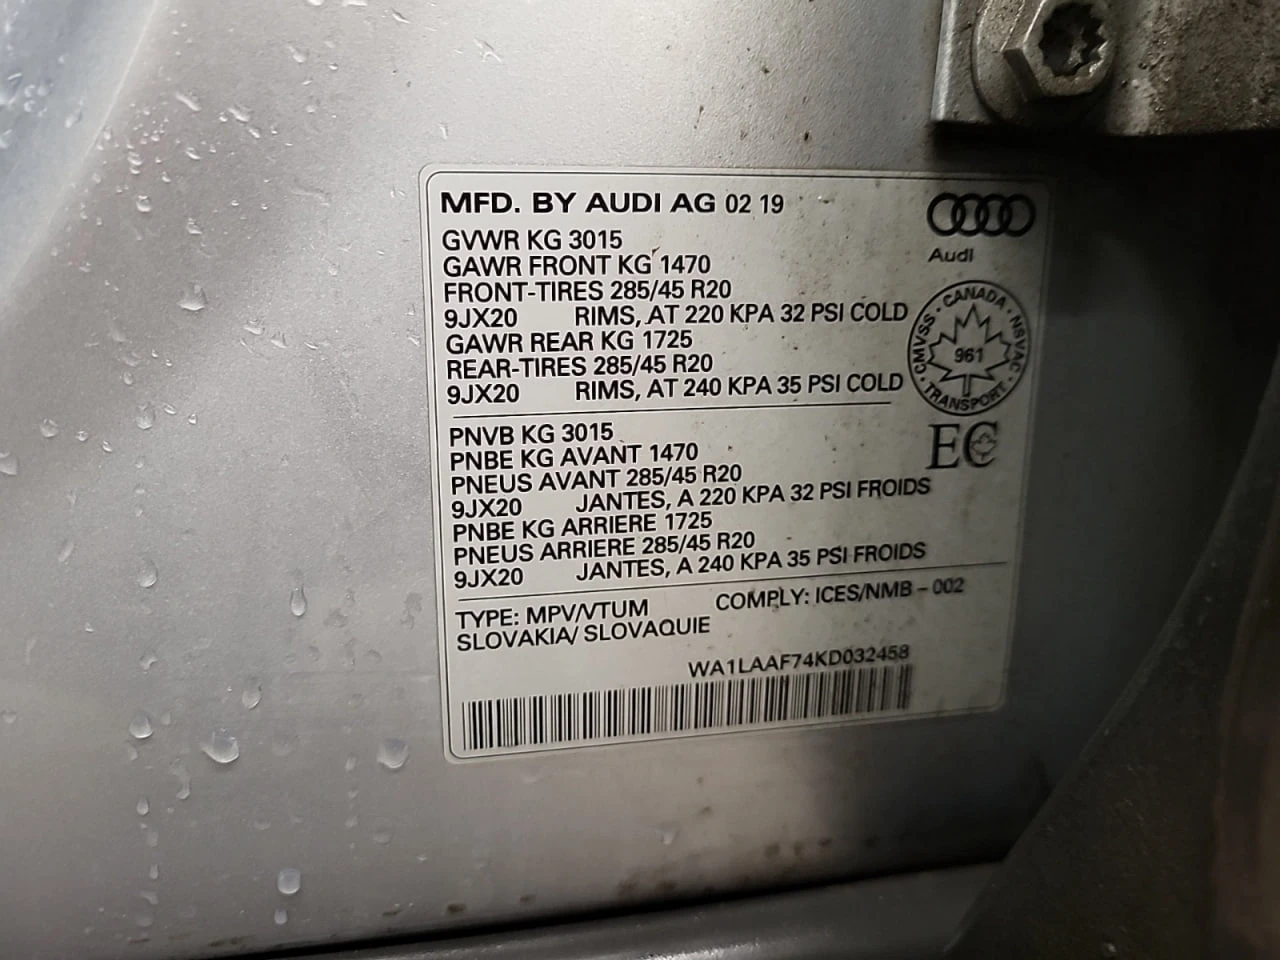 MFD. BY AUDI AG 02 19
GVWR KG 3015
GAWR FRONT KG 1470
FRONT-TIRES 285/45 R20
9JX20 RIMS, AT 220 KPA 32 PSI COLD
GAWR REAR KG 1725
REAR-TIRES 285/45 R20
9JX20 RIMS, AT 240 KPA 35 PSI COLD
Audi
CMVSS · CANADA · NSVAC · TRANSPORT ·
961
EC
PNVB KG 3015
PNBE KG AVANT 1470
PNEUS AVANT 285/45 R20
9JX20 JANTES, A 220 KPA 32 PSI FROIDS
PNBE KG ARRIERE 1725
PNEUS ARRIERE 285/45 R20
9JX20 JANTES, A 240 KPA 35 PSI FROIDS
TYPE: MPV/VTUM COMPLY: ICES/NMB - 002
SLOVAKIA/ SLOVAQUIE
WA1LAAF74KD032458